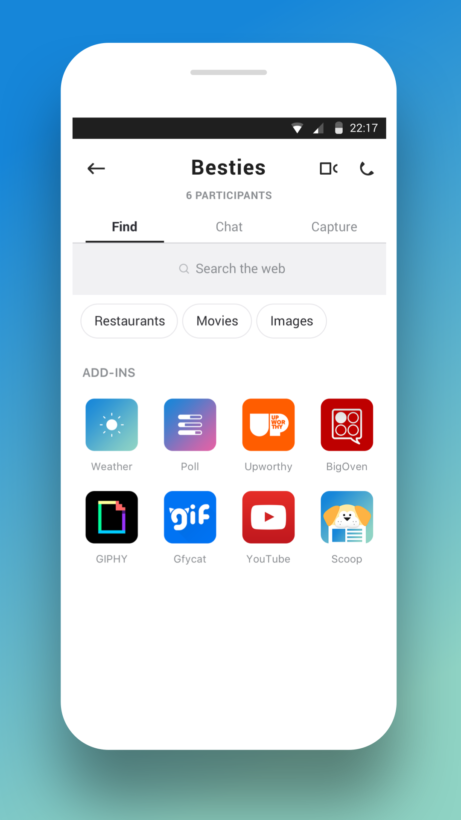 22:17
Besties
6 PARTICIPANTS
Find Chat Capture
Search the web
Restaurants Movies Images
ADD-INS
UP WOR THY
Weather Poll Upworthy BigOven
gif
GIPHY Gfycat YouTube Scoop